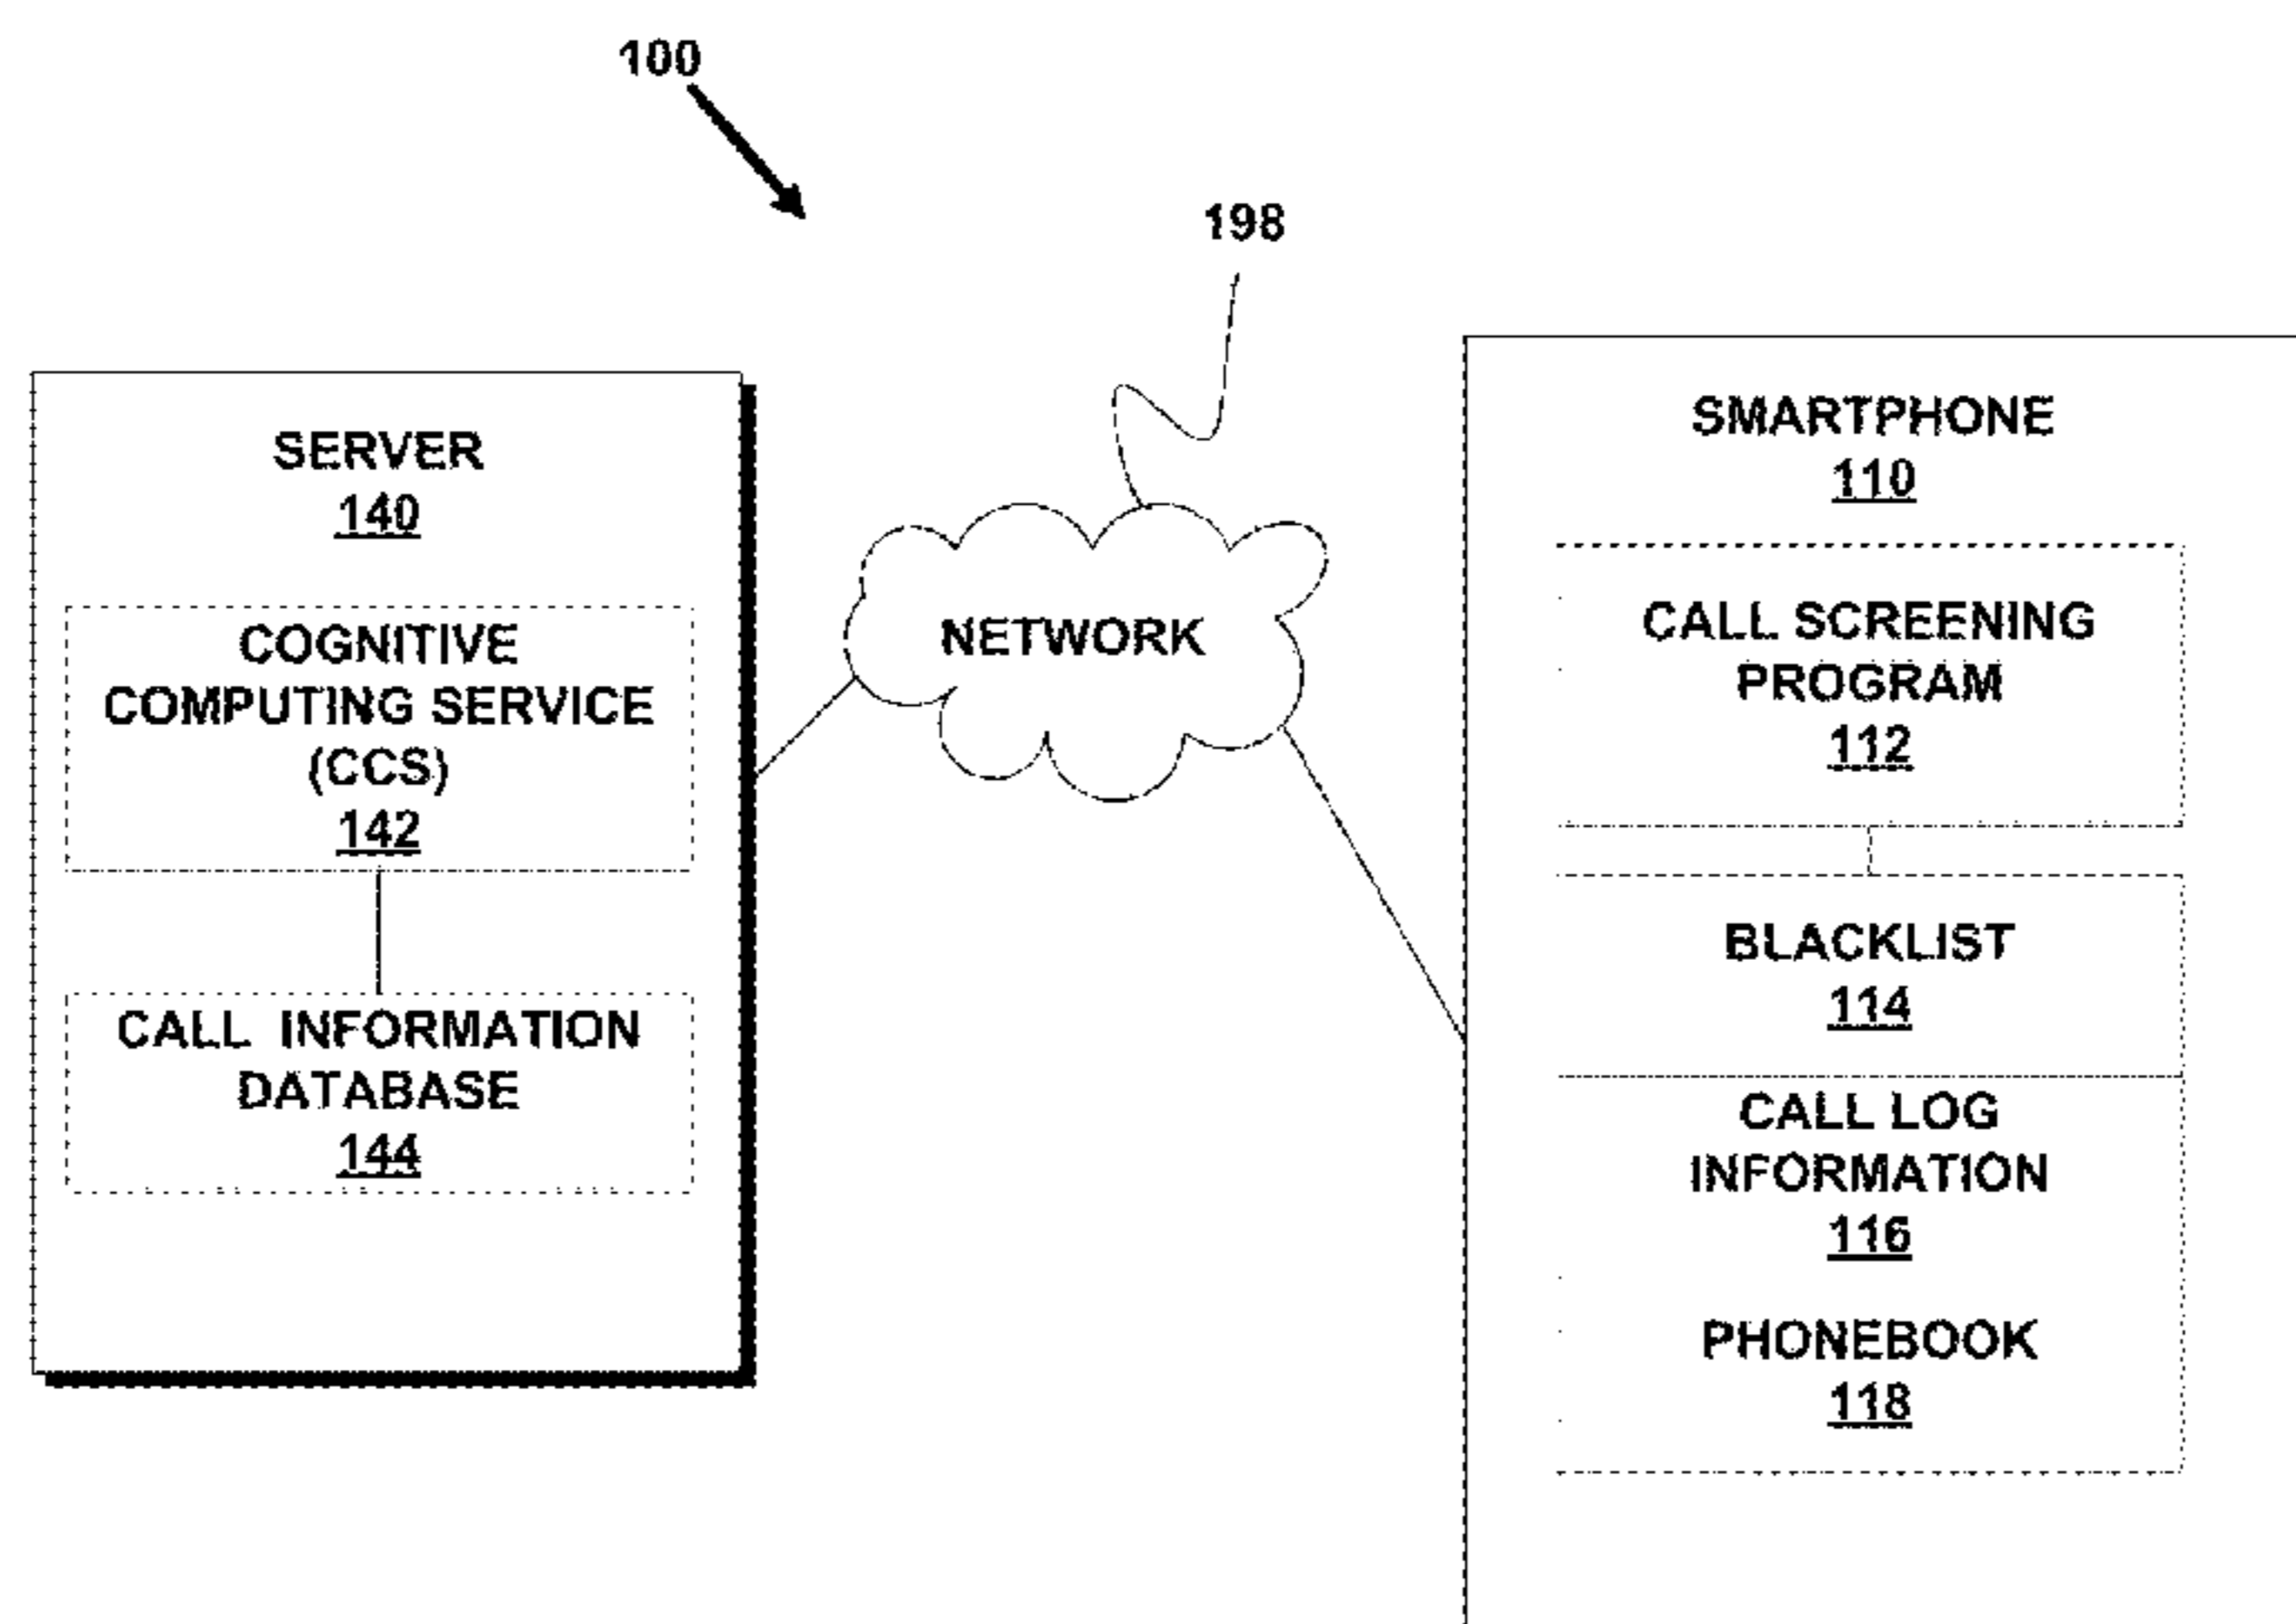 100
198
SERVER
140
COGNITIVE
COMPUTING SERVICE
(CCS)
142
CALL INFORMATION
DATABASE
144
NETWORK
SMARTPHONE
110
CALL SCREENING
PROGRAM
112
BLACKLIST
114
CALL LOG
INFORMATION
116
PHONEBOOK
118